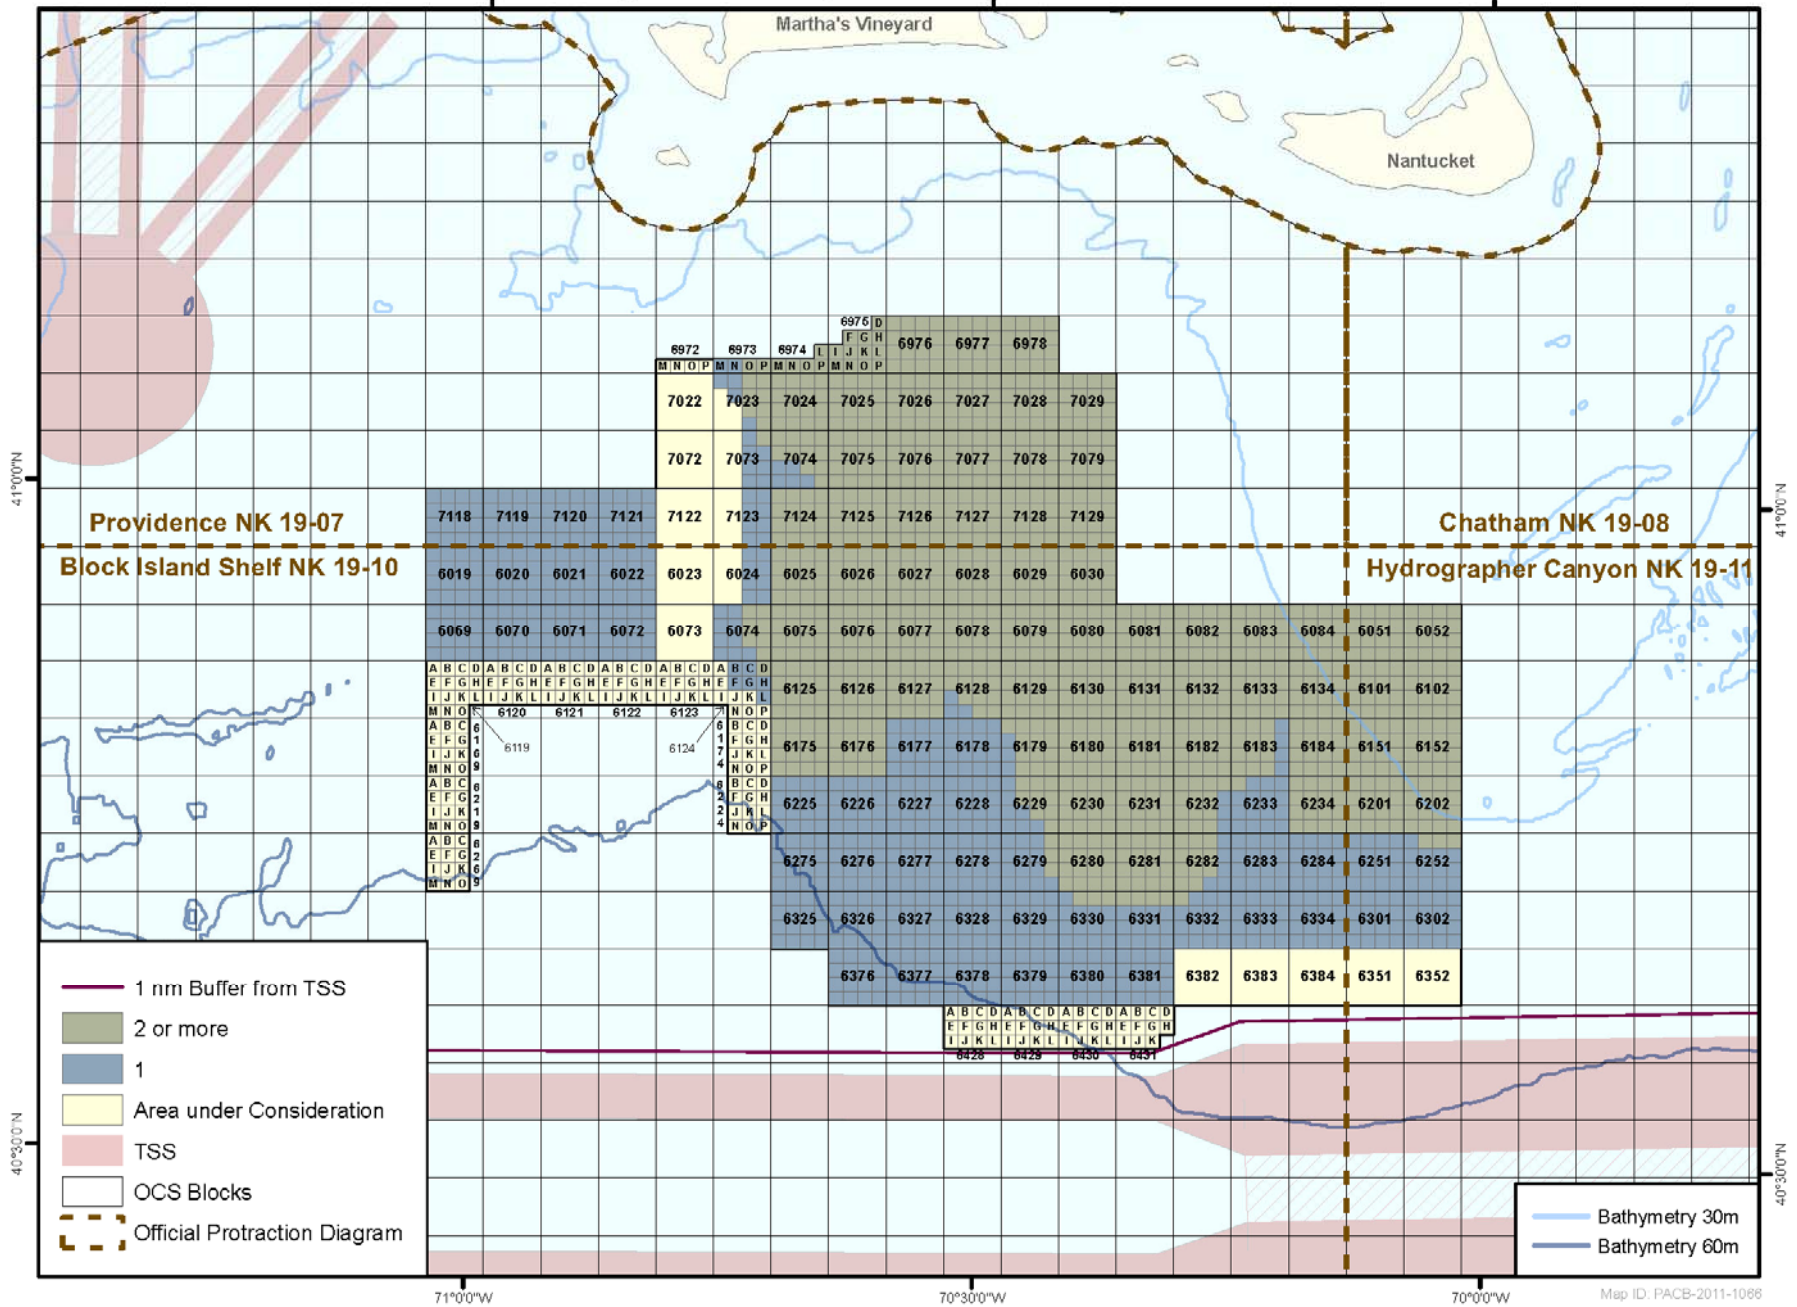 Martha's Vineyard
Nantucket
6975 D
F G H
6972 6973 6974 L I J K L 6976 6977 6978
M N O P M N O P M N O P M N O P
7022 7023 7024 7025 7026 7027 7028 7029
7072 7073 7074 7075 7076 7077 7078 7079
41°0'0"N
41°0'0"N
7118 7119 7120 7121 7122 7123 7124 7125 7126 7127 7128 7129
Providence NK 19-07
Chatham NK 19-08
Block Island Shelf NK 19-10
Hydrographer Canyon NK 19-11
6019 6020 6021 6022 6023 6024 6025 6026 6027 6028 6029 6030
6069 6070 6071 6072 6073 6074 6075 6076 6077 6078 6079 6080 6081 6082 6083 6084 6051 6052
A B C D A B C D A B C D A B C D A B C D A B C D
E F G H E F G H E F G H E F G H E F G H E F G H
I J K L I J K L I J K L I J K L I J K L I J K L
6125 6126 6127 6128 6129 6130 6131 6132 6133 6134 6101 6102
M N O 6120 6121 6122 6123 N O P
6119 6124
A B C 6169 6174 B C D
E F G F G H
I J K J K L
M N O N O P
6175 6176 6177 6178 6179 6180 6181 6182 6183 6184 6151 6152
A B C 6219 6224 B C D
E F G F G H
I J K J K L
M N O N O P
6225 6226 6227 6228 6229 6230 6231 6232 6233 6234 6201 6202
A B C 6269
E F G
I J K
M N O
6275 6276 6277 6278 6279 6280 6281 6282 6283 6284 6251 6252
6325 6326 6327 6328 6329 6330 6331 6332 6333 6334 6301 6302
6376 6377 6378 6379 6380 6381 6382 6383 6384 6351 6352
A B C D A B C D A B C D A B C D
E F G H E F G H E F G H E F G H
I J K L I J K L I J K L I J K
6428 6429 6430 6431
1 nm Buffer from TSS
2 or more
1
Area under Consideration
TSS
OCS Blocks
Official Protraction Diagram
40°30'0"N
40°30'0"N
Bathymetry 30m
Bathymetry 60m
71°0'0"W 70°30'0"W 70°0'0"W
Map ID: PACB-2011-1066